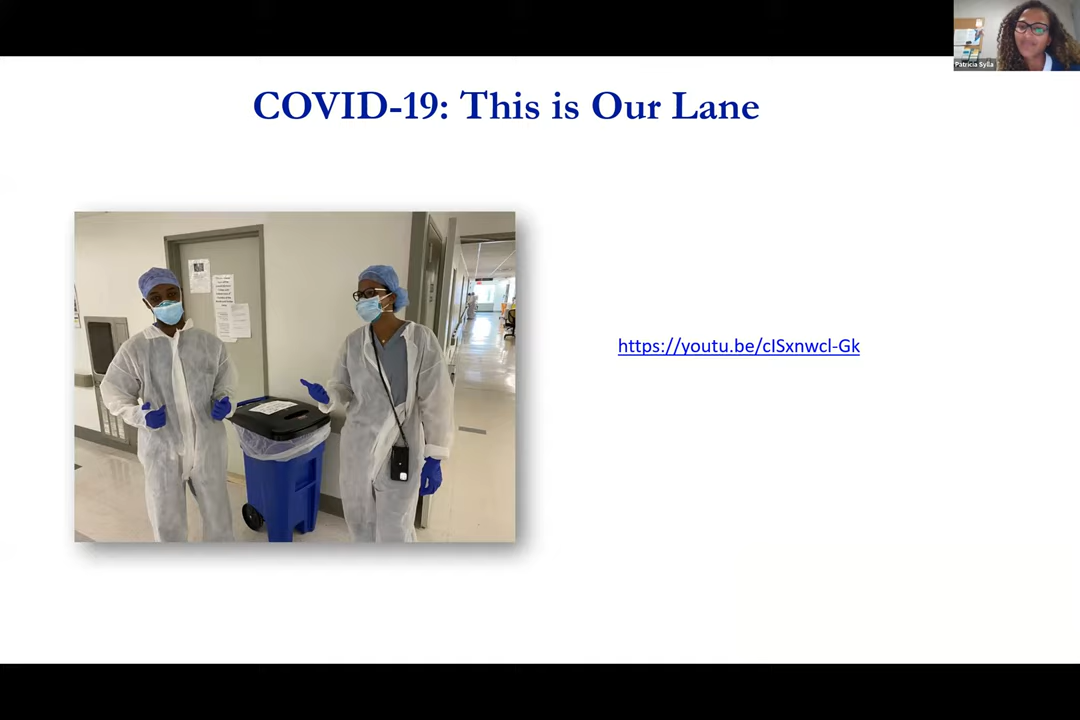 Patricia Sylla
COVID-19: This is Our Lane
https://youtu.be/cISxnwcl-Gk